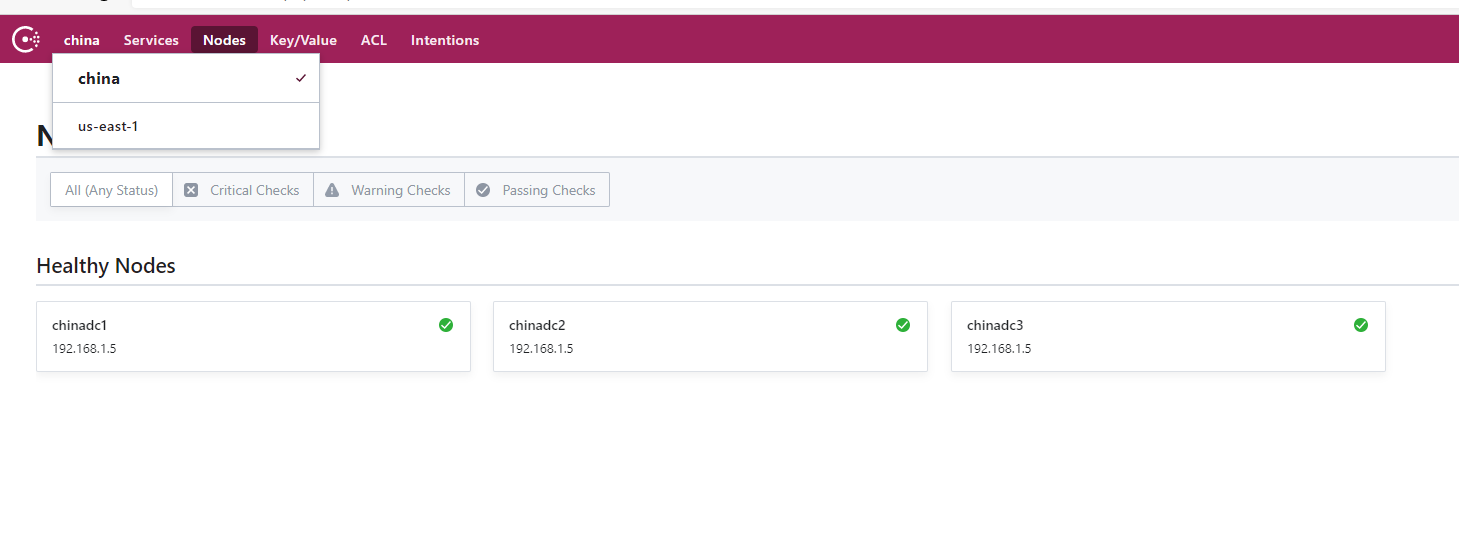 china Services Nodes Key/Value ACL Intentions
china
us-east-1
N
All (Any Status) Critical Checks Warning Checks Passing Checks
Healthy Nodes
chinadc1 chinadc2 chinadc3
192.168.1.5 192.168.1.5 192.168.1.5